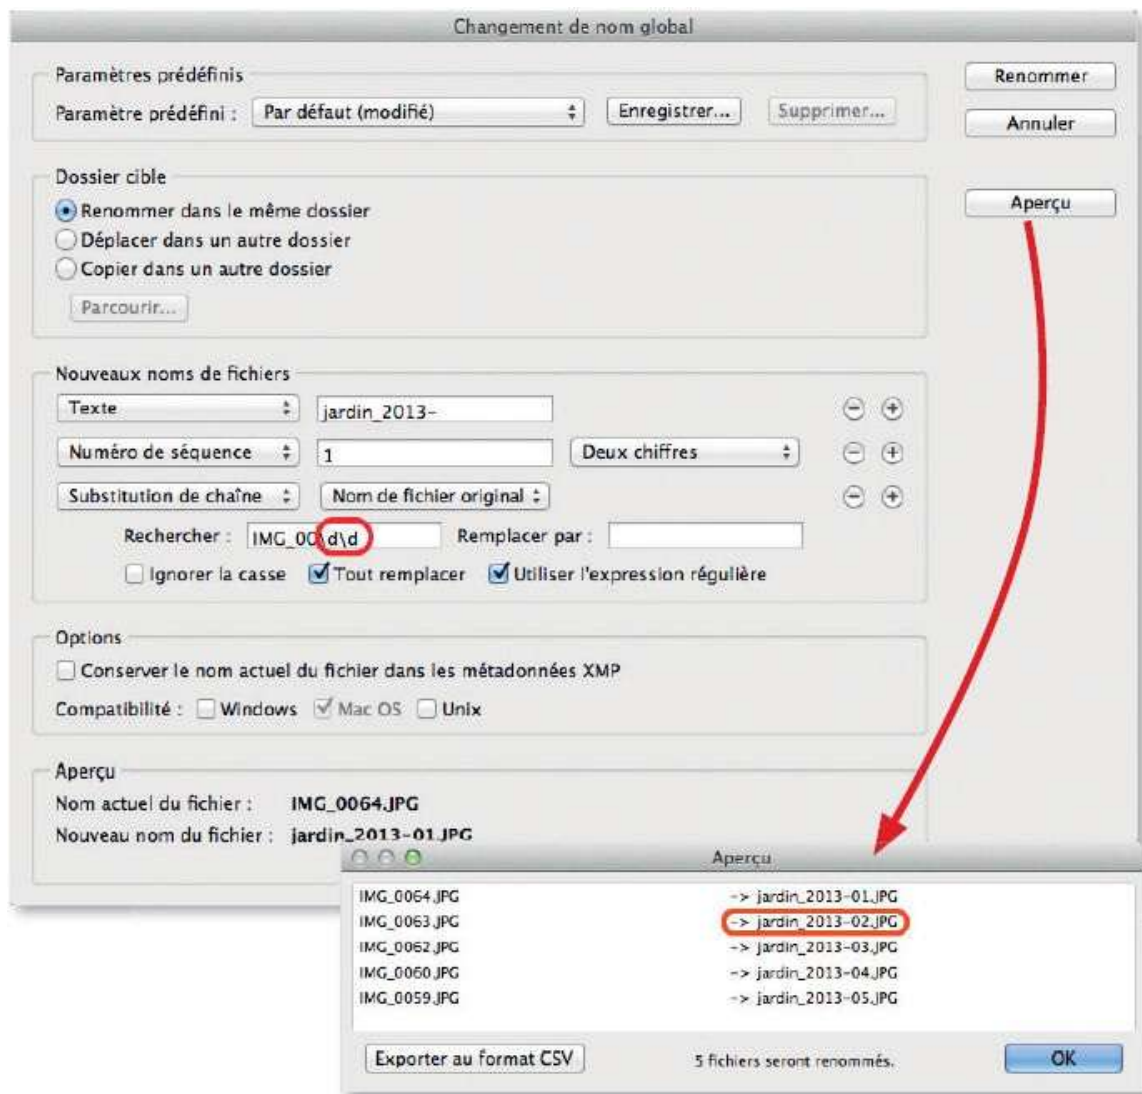 Changement de nom global
Paramètres prédéfinis
Paramètre prédéfini : Par défaut (modifié) Enregistrer... Supprimer...
Renommer
Annuler
Dossier cible
Renommer dans le même dossier
Aperçu
Déplacer dans un autre dossier
Copier dans un autre dossier
Parcourir...
Nouveaux noms de fichiers
Texte jardin_2013-
Numéro de séquence 1 Deux chiffres
Substitution de chaîne Nom de fichier original
Rechercher : IMG_00\d\d Remplacer par :
Ignorer la casse Tout remplacer Utiliser l'expression régulière
Options
Conserver le nom actuel du fichier dans les métadonnées XMP
Compatibilité : Windows Mac OS Unix
Aperçu
Nom actuel du fichier : IMG_0064.JPG
Nouveau nom du fichier : jardin_2013-01.JPG
Aperçu
IMG_0064.JPG -> jardin_2013-01.JPG
IMG_0063.JPG -> jardin_2013-02.JPG
IMG_0062.JPG -> jardin_2013-03.JPG
IMG_0060.JPG -> jardin_2013-04.JPG
IMG_0059.JPG -> jardin_2013-05.JPG
Exporter au format CSV 5 fichiers seront renommés. OK